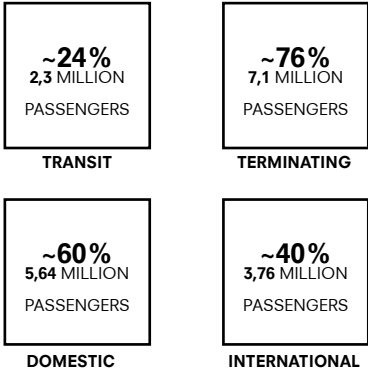 ~24%
2,3 MILLION
PASSENGERS
TRANSIT
~76%
7,1 MILLION
PASSENGERS
TERMINATING
~60%
5,64 MILLION
PASSENGERS
DOMESTIC
~40%
3,76 MILLION
PASSENGERS
INTERNATIONAL